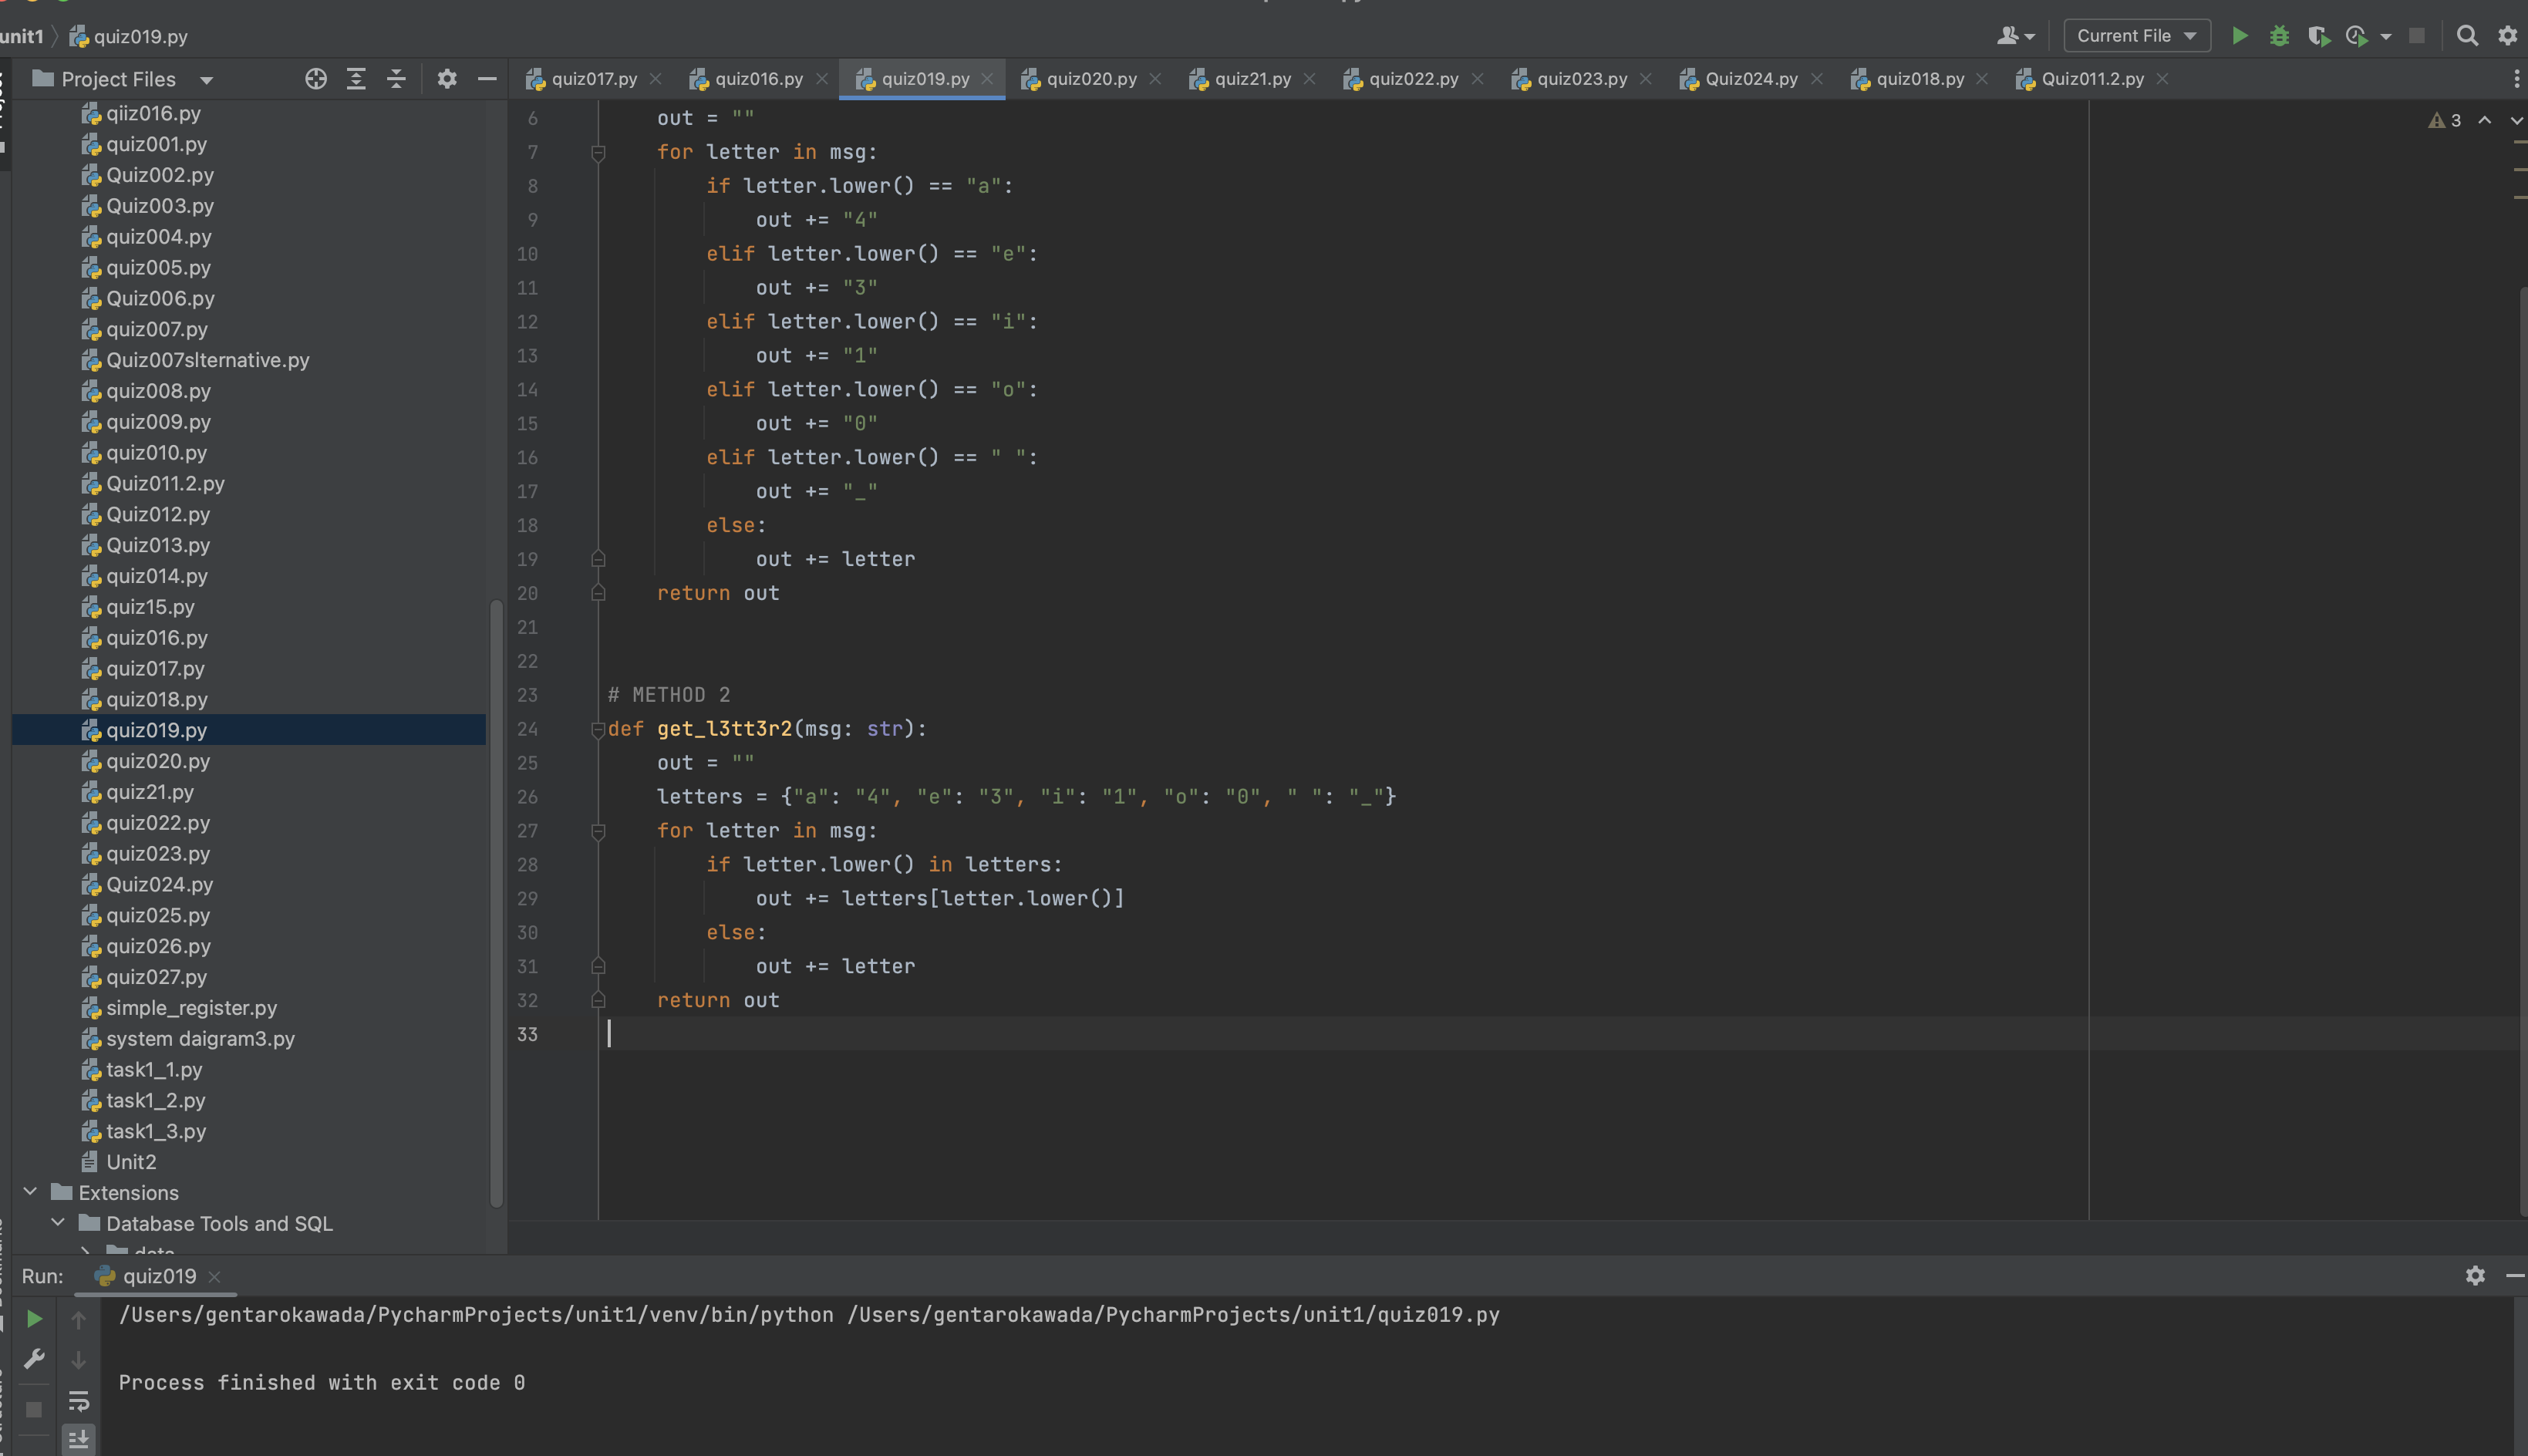 unit1 quiz019.py
Current File
Project Files
quiz017.py quiz016.py quiz019.py quiz020.py quiz21.py quiz022.py quiz023.py Quiz024.py quiz018.py Quiz011.2.py
qiiz016.py
quiz001.py
Quiz002.py
Quiz003.py
quiz004.py
quiz005.py
Quiz006.py
quiz007.py
Quiz007slternative.py
quiz008.py
quiz009.py
quiz010.py
Quiz011.2.py
Quiz012.py
Quiz013.py
quiz014.py
quiz15.py
quiz016.py
quiz017.py
quiz018.py
quiz019.py
quiz020.py
quiz21.py
quiz022.py
quiz023.py
Quiz024.py
quiz025.py
quiz026.py
quiz027.py
simple_register.py
system daigram3.py
task1_1.py
task1_2.py
task1_3.py
Unit2
Extensions
Database Tools and SQL
data
3
6 out = ""
7 for letter in msg:
8 if letter.lower() == "a":
9 out += "4"
10 elif letter.lower() == "e":
11 out += "3"
12 elif letter.lower() == "i":
13 out += "1"
14 elif letter.lower() == "o":
15 out += "0"
16 elif letter.lower() == " ":
17 out += "_"
18 else:
19 out += letter
20 return out
21
22
23 # METHOD 2
24 def get_l3tt3r2(msg: str):
25 out = ""
26 letters = {"a": "4", "e": "3", "i": "1", "o": "0", " ": "_"}
27 for letter in msg:
28 if letter.lower() in letters:
29 out += letters[letter.lower()]
30 else:
31 out += letter
32 return out
33
Run: quiz019
/Users/gentarokawada/PycharmProjects/unit1/venv/bin/python /Users/gentarokawada/PycharmProjects/unit1/quiz019.py
Process finished with exit code 0